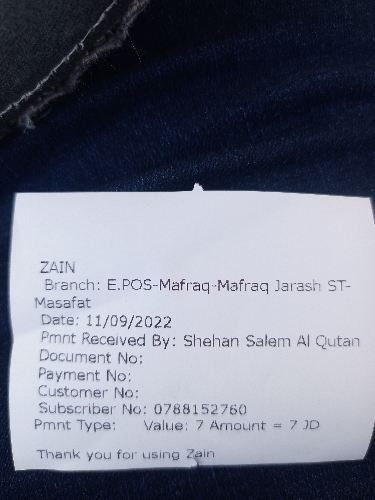 ZAIN
Branch: E.POS-Mafraq-Mafraq Jarash ST-
Masafat
Date: 11/09/2022
Pmnt Received By: Shehan Salem Al Qutan
Document No:
Payment No:
Customer No:
Subscriber No: 0788152760
Pmnt Type: Value: 7 Amount = 7 JD
Thank you for using Zain